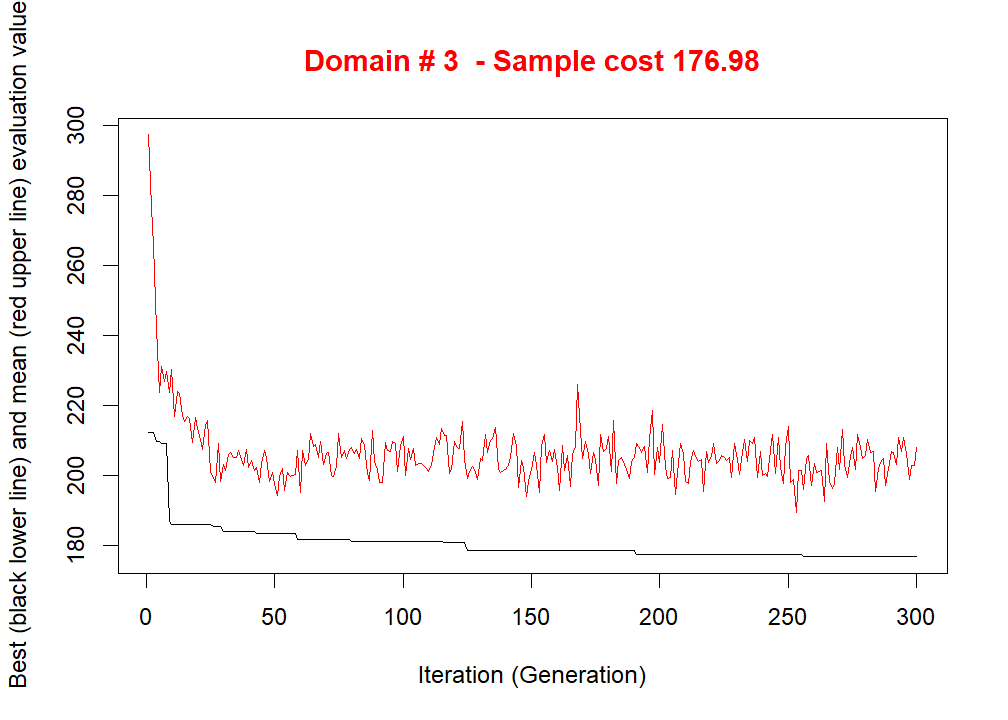 Domain # 3  - Sample cost 176.98
Best (black lower line) and mean (red upper line) evaluation value
300
280
260
240
220
200
180
0 50 100 150 200 250 300
Iteration (Generation)